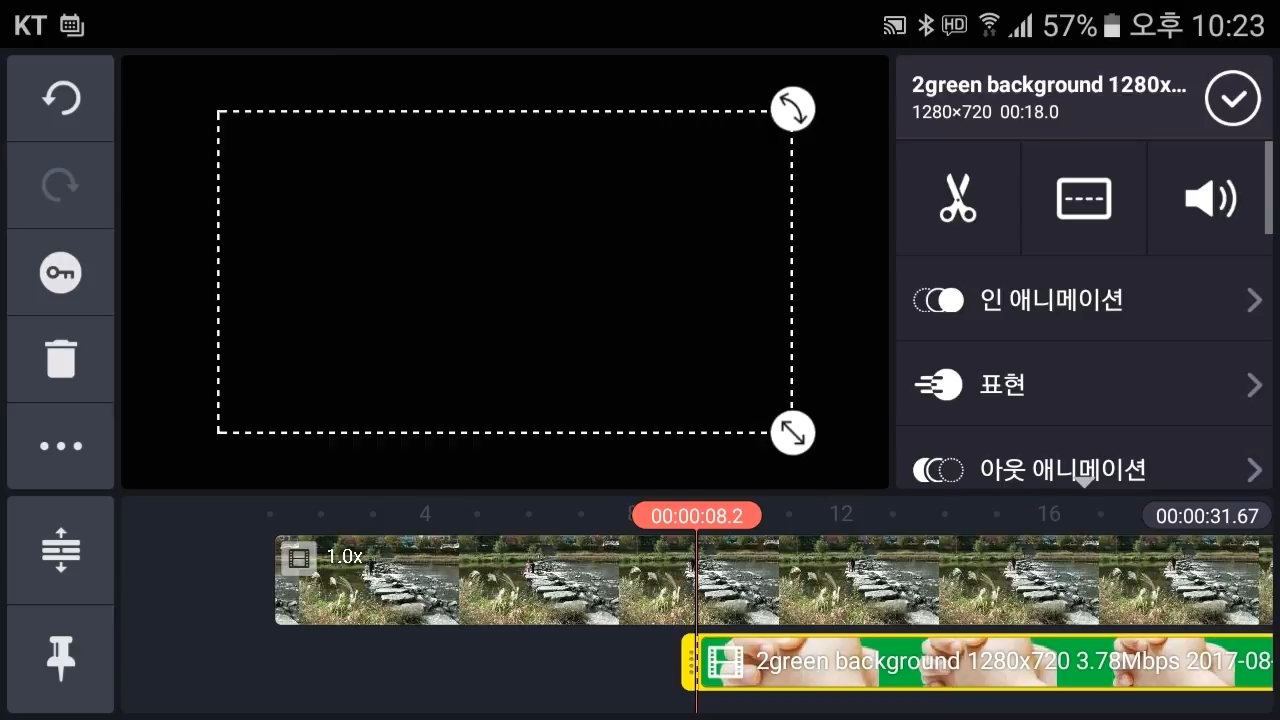 KT
HD
57%
오후 10:23
2green background 1280x...
1280×720 00:18.0
인 애니메이션
표현
아웃 애니메이션
4
8
00:00:08.2
12
16
00:00:31.67
1.0x
2green background 1280x720 3.78Mbps 2017-08-